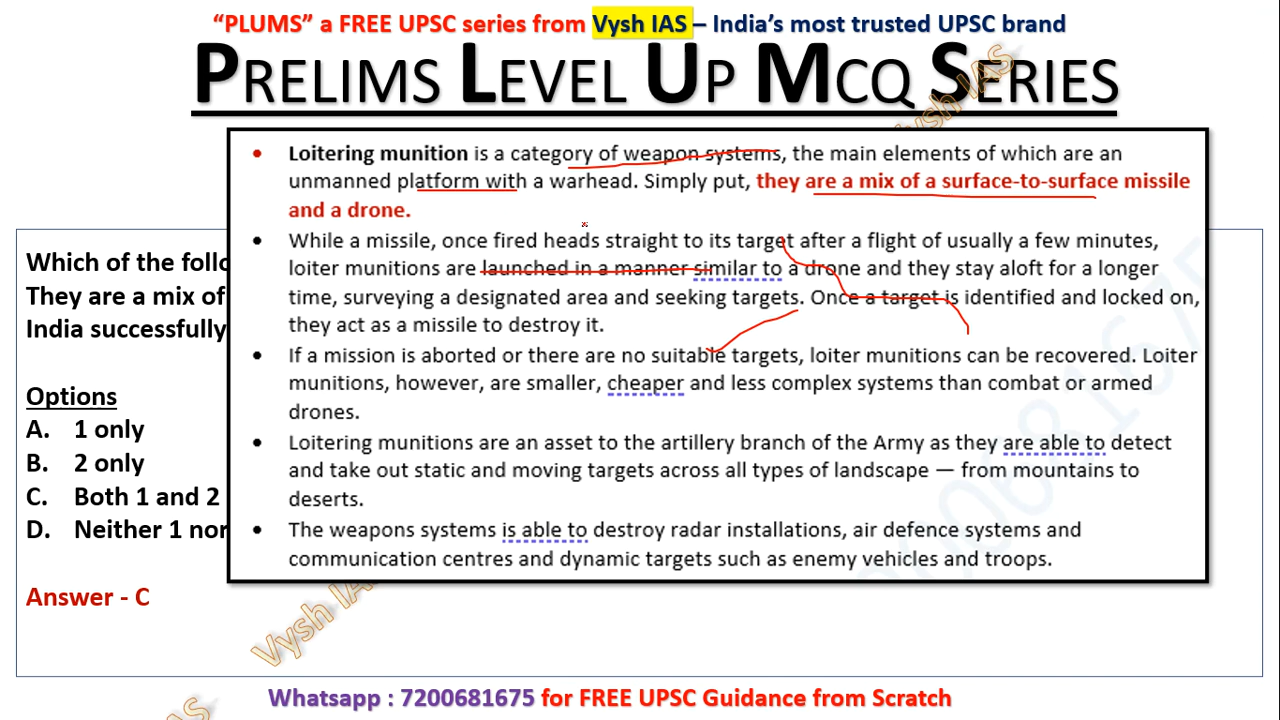 “PLUMS” a FREE UPSC series from Vysh IAS – India’s most trusted UPSC brand
PRELIMS LEVEL UP MCQ SERIES
Vysh IAS
• Loitering munition is a category of weapon systems, the main elements of which are an
unmanned platform with a warhead. Simply put, they are a mix of a surface-to-surface missile
and a drone.
• While a missile, once fired heads straight to its target after a flight of usually a few minutes,
loiter munitions are launched in a manner similar to a drone and they stay aloft for a longer
time, surveying a designated area and seeking targets. Once a target is identified and locked on,
they act as a missile to destroy it.
• If a mission is aborted or there are no suitable targets, loiter munitions can be recovered. Loiter
munitions, however, are smaller, cheaper and less complex systems than combat or armed
drones.
• Loitering munitions are an asset to the artillery branch of the Army as they are able to detect
and take out static and moving targets across all types of landscape — from mountains to
deserts.
• The weapons systems is able to destroy radar installations, air defence systems and
communication centres and dynamic targets such as enemy vehicles and troops.
Which of the follo
They are a mix of
India successfully
Options
A. 1 only
B. 2 only
C. Both 1 and 2
D. Neither 1 nor
Answer - C
Vysh IA
IAS
Whatsapp : 7200681675 for FREE UPSC Guidance from Scratch